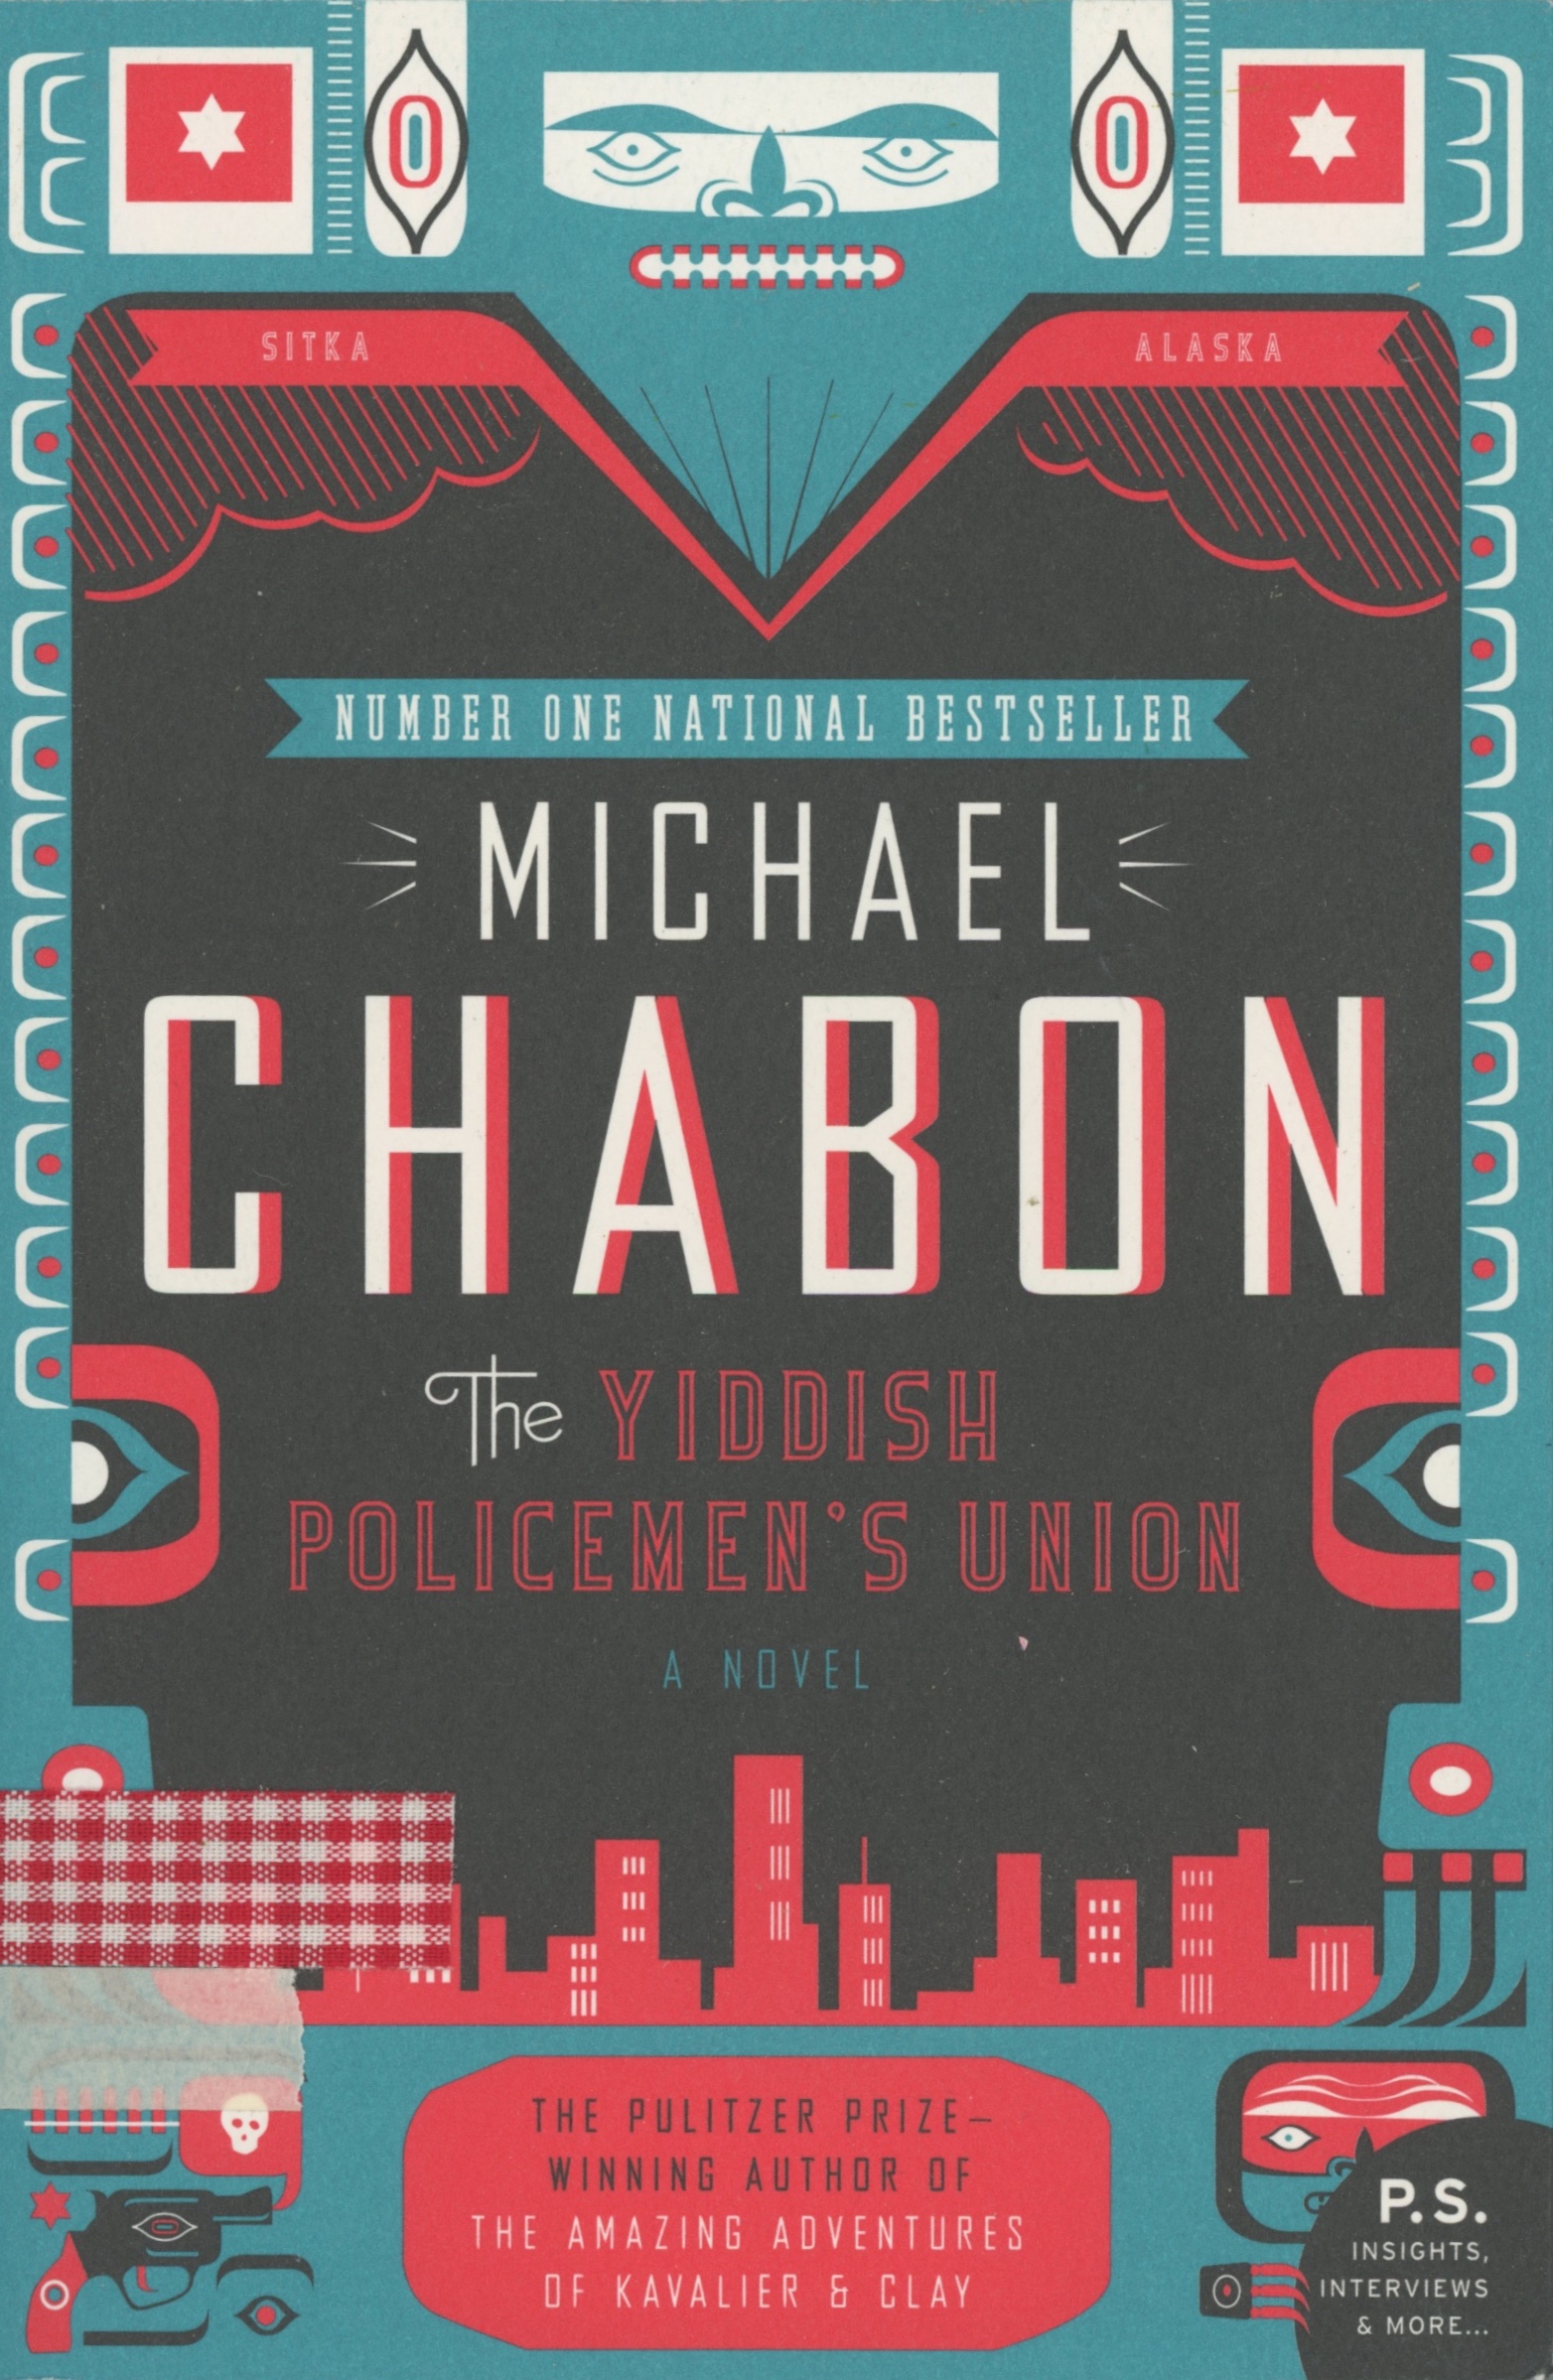 SITKA
ALASKA
NUMBER ONE NATIONAL BESTSELLER
MICHAEL
CHABON
The YIDDISH
POLICEMEN'S UNION
A NOVEL
THE PULITZER PRIZE–
WINNING AUTHOR OF
THE AMAZING ADVENTURES
OF KAVALIER & CLAY
P.S.
INSIGHTS,
INTERVIEWS
& MORE...